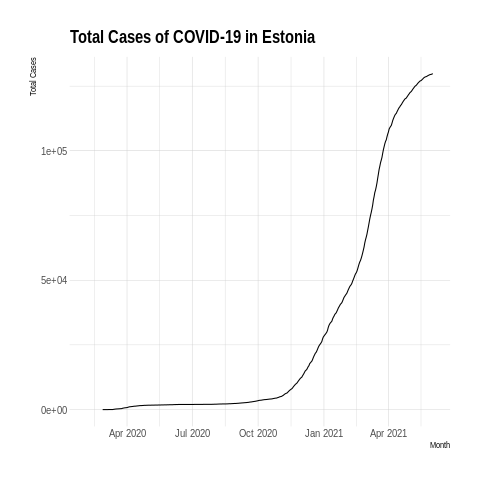 Total Cases of COVID-19 in Estonia
Total Cases
1e+05
5e+04
0e+00
Apr 2020
Jul 2020
Oct 2020
Jan 2021
Apr 2021
Month